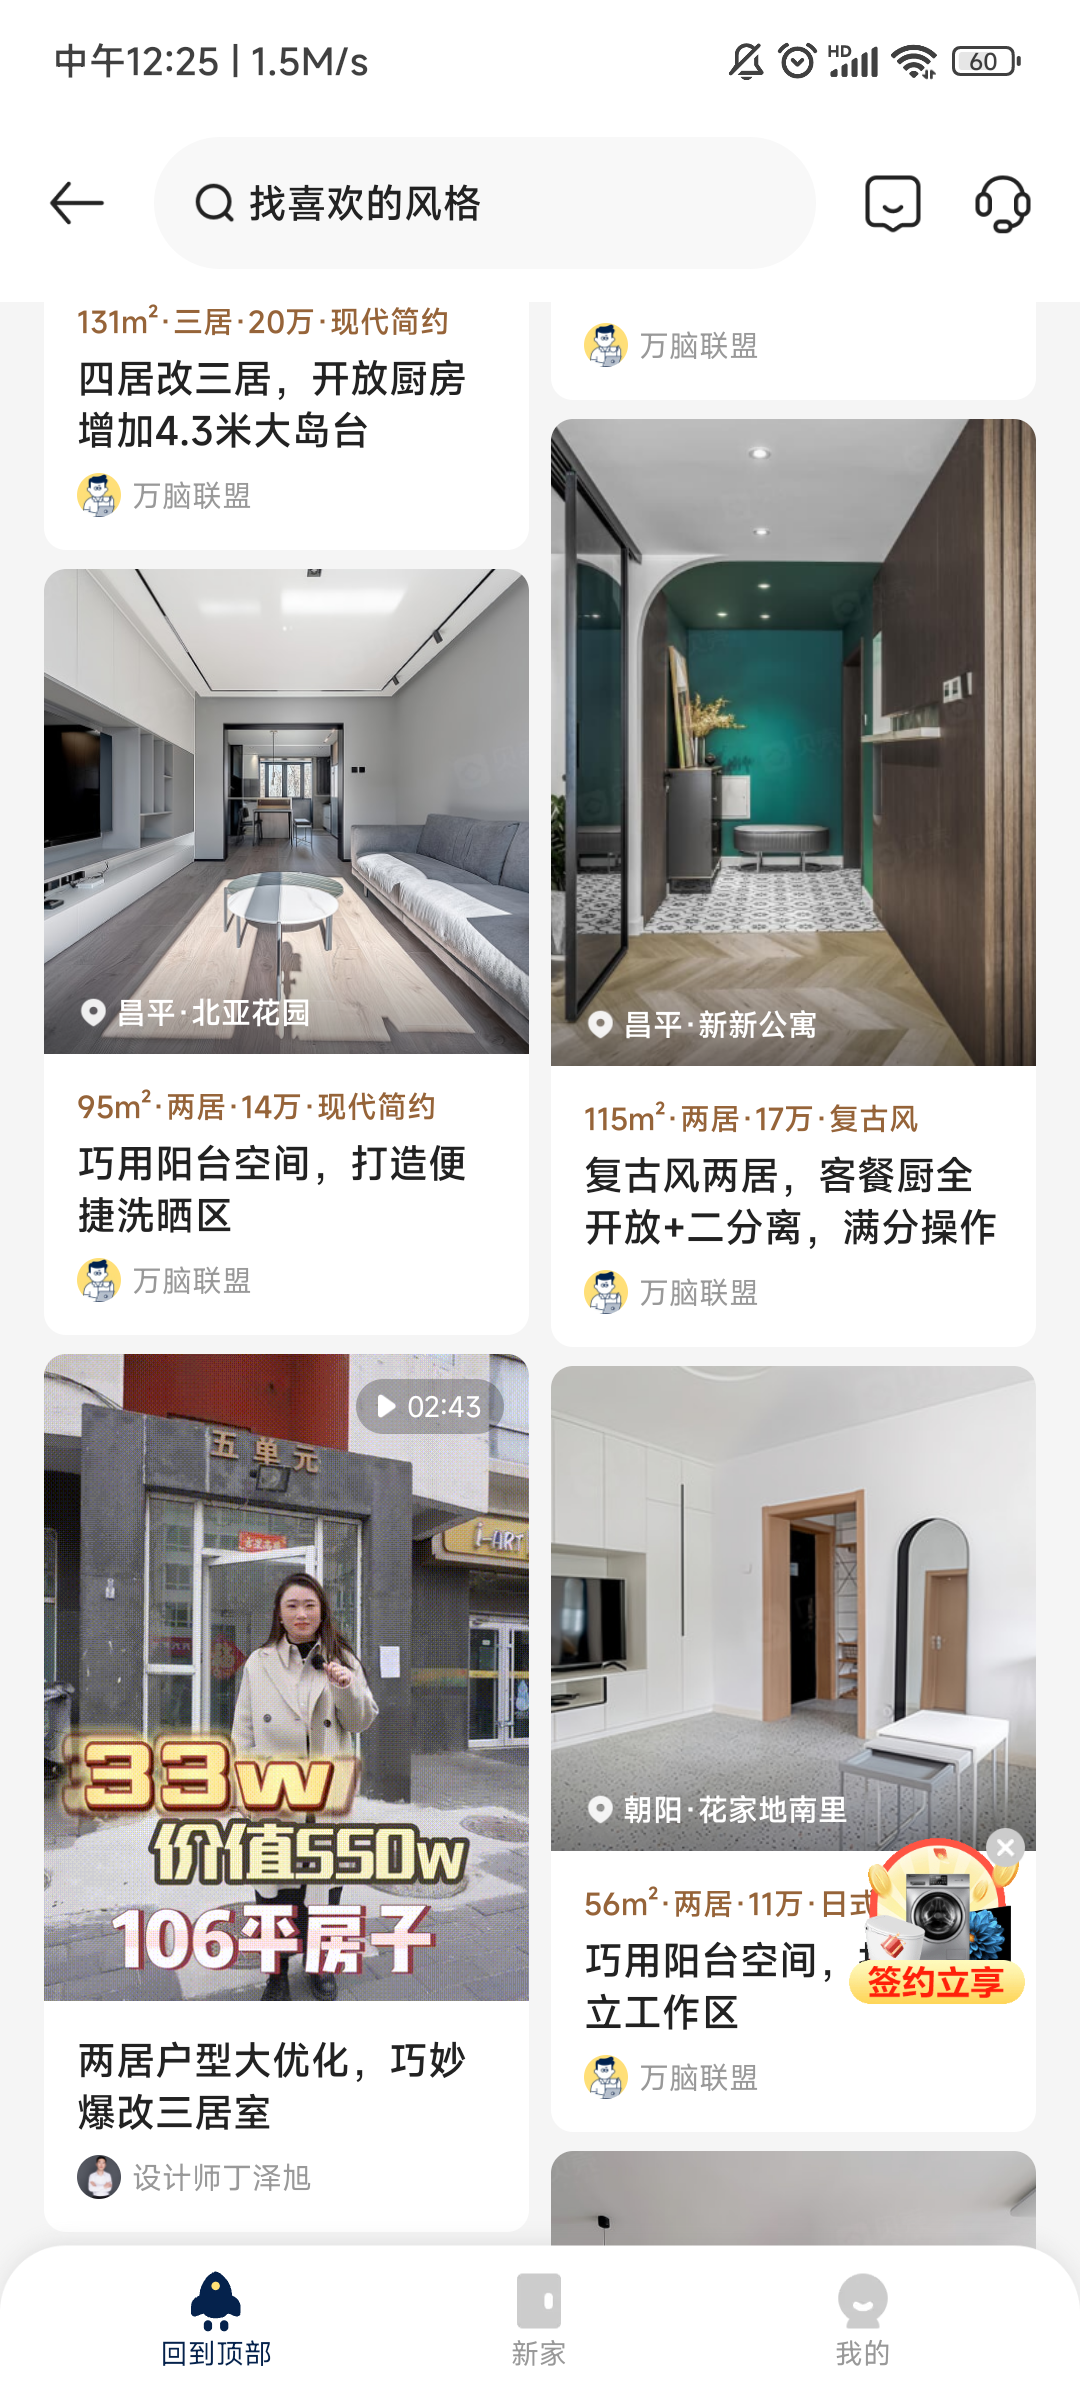 中午12:25 | 1.5M/s
HD
60
找喜欢的风格
131m²·三居·20万·现代简约
四居改三居，开放厨房
增加4.3米大岛台
万脑联盟
万脑联盟
昌平·北亚花园
95m²·两居·14万·现代简约
巧用阳台空间，打造便
捷洗晒区
万脑联盟
昌平·新新公寓
115m²·两居·17万·复古风
复古风两居，客餐厨全
开放+二分离，满分操作
万脑联盟
02:43
五单元
i-ART
33w
价值550w
106平房子
两居户型大优化，巧妙
爆改三居室
设计师丁泽旭
朝阳·花家地南里
56m²·两居·11万·日式
巧用阳台空间，
立工作区
万脑联盟
签约立享
回到顶部
新家
我的